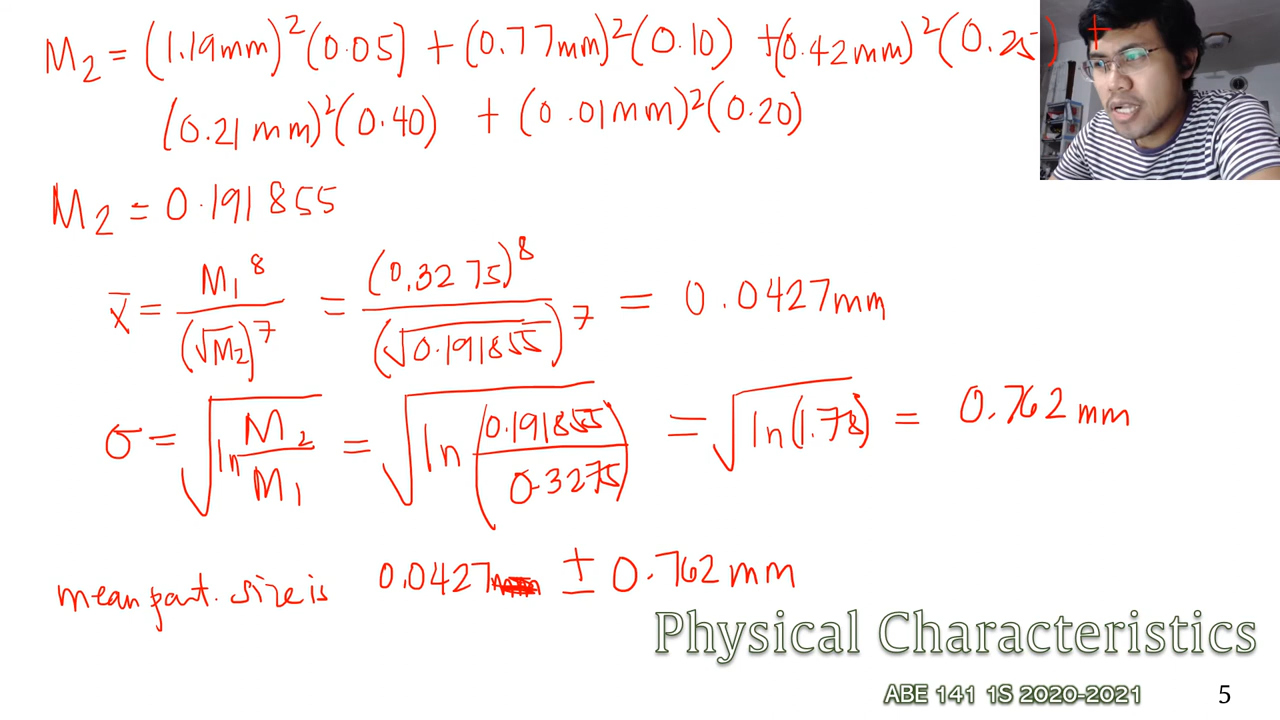 M₂ = (1.19mm)²(0.05) + (0.77mm)²(0.10) + (0.42mm)²(0.25) +
(0.21mm)²(0.40) + (0.01mm)²(0.20)
M₂ = 0.191855
x̄ = M₁⁸/(√M₂)⁷ = (0.3275)⁸/(√0.191855)⁷ = 0.0427mm
σ = √(ln M₂/M₁) = √(ln(0.191855/0.3275)) = √(ln(1.78)) = 0.762 mm
mean part. size is 0.0427 ± 0.762 mm
Physical Characteristics
ABE 141 1S 2020-2021
5